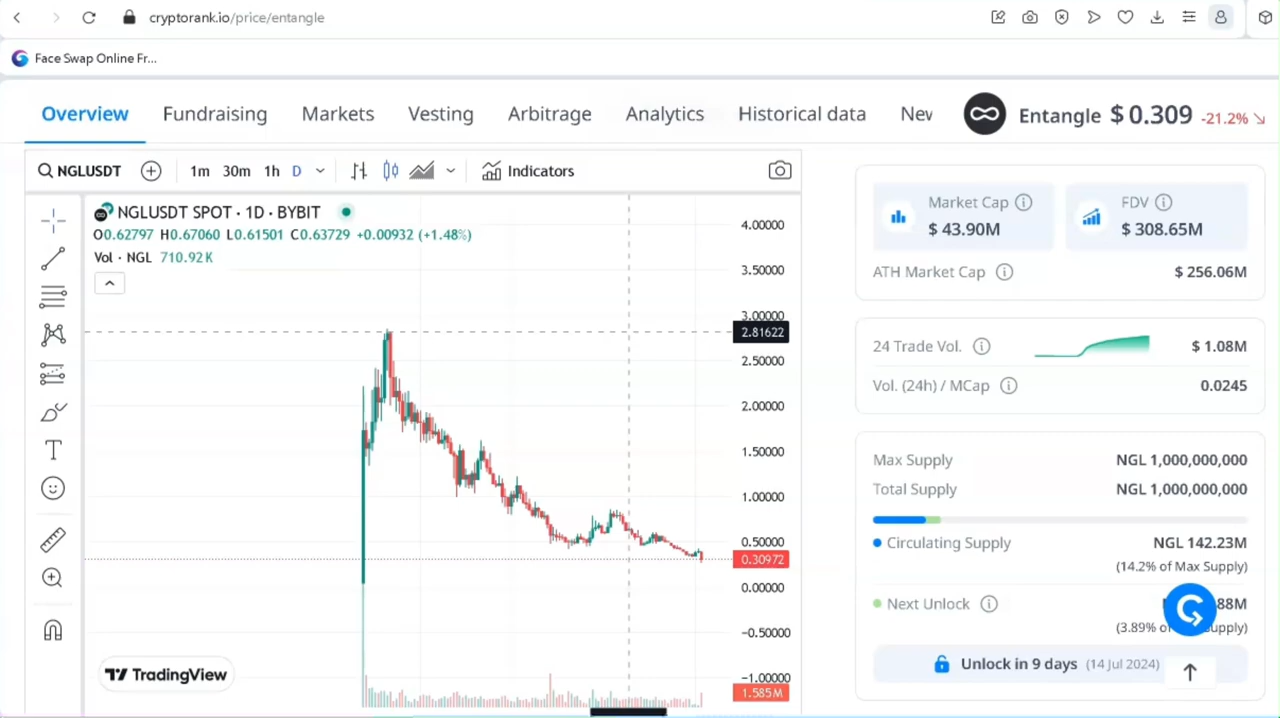 cryptorank.io/price/entangle
Face Swap Online Fr...
Overview Fundraising Markets Vesting Arbitrage Analytics Historical data Nev
Entangle $ 0.309 -21.2%
NGLUSDT 1m 30m 1h D Indicators
NGLUSDT SPOT · 1D · BYBIT
O0.62797 H0.67060 L0.61501 C0.63729 +0.00932 (+1.48%)
Vol · NGL 710.92K
4.00000
3.50000
3.00000
2.81622
2.50000
2.00000
1.50000
1.00000
0.50000
0.30972
0.00000
−0.50000
−1.00000
1.585M
TradingView
Market Cap
$ 43.90M
FDV
$ 308.65M
ATH Market Cap $ 256.06M
24 Trade Vol. $ 1.08M
Vol. (24h) / MCap 0.0245
Max Supply NGL 1,000,000,000
Total Supply NGL 1,000,000,000
Circulating Supply NGL 142.23M
(14.2% of Max Supply)
Next Unlock 88M
(3.89% of upply)
Unlock in 9 days (14 Jul 2024)